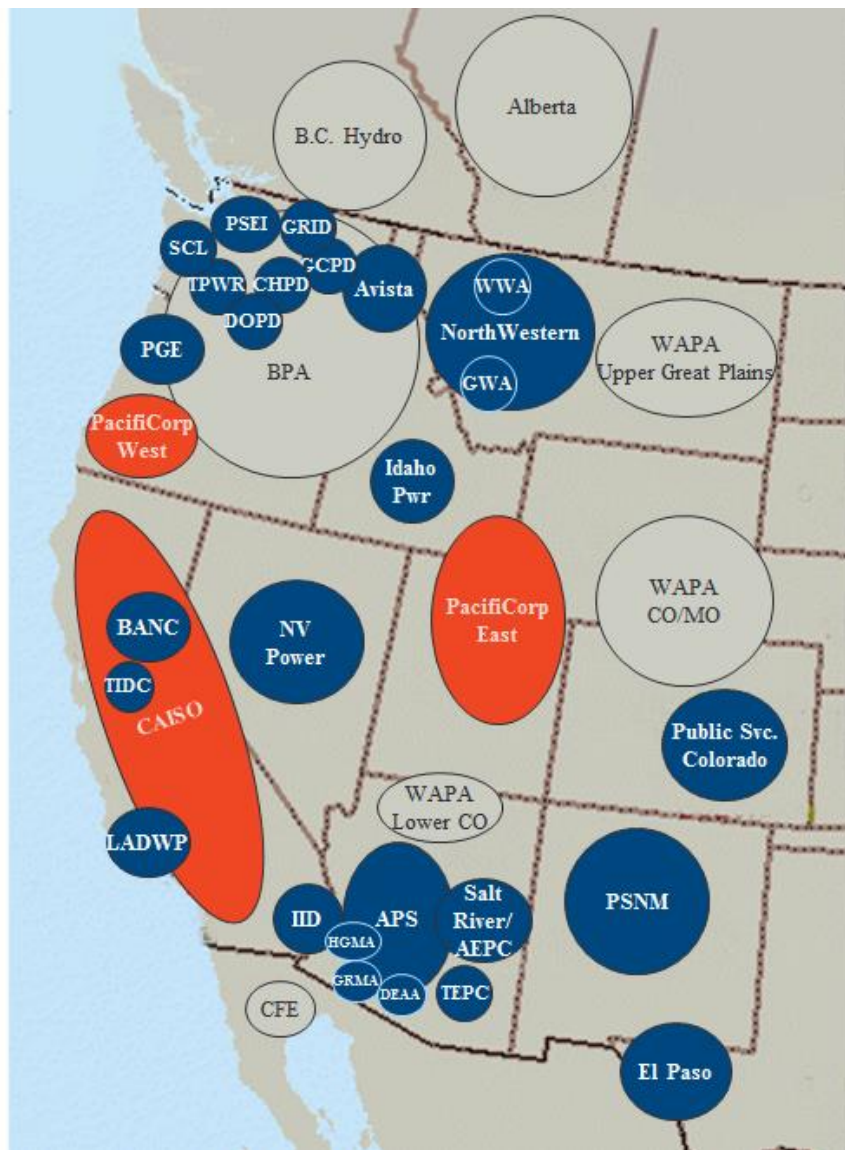 Alberta
B.C. Hydro
PSEI
GRID
SCL
GCPD
TPWR
CHPD
Avista
WWA
DOPD
NorthWestern
PGE
BPA
WAPA
Upper Great Plains
GWA
PacifiCorp
West
Idaho
Pwr
WAPA
CO/MO
PacifiCorp
East
BANC
NV
Power
TIDC
CAISO
Public Svc.
Colorado
WAPA
Lower CO
LADWP
IID
APS
Salt
River/
AEPC
PSNM
HGMA
GRMA
DEAA
TEPC
CFE
El Paso